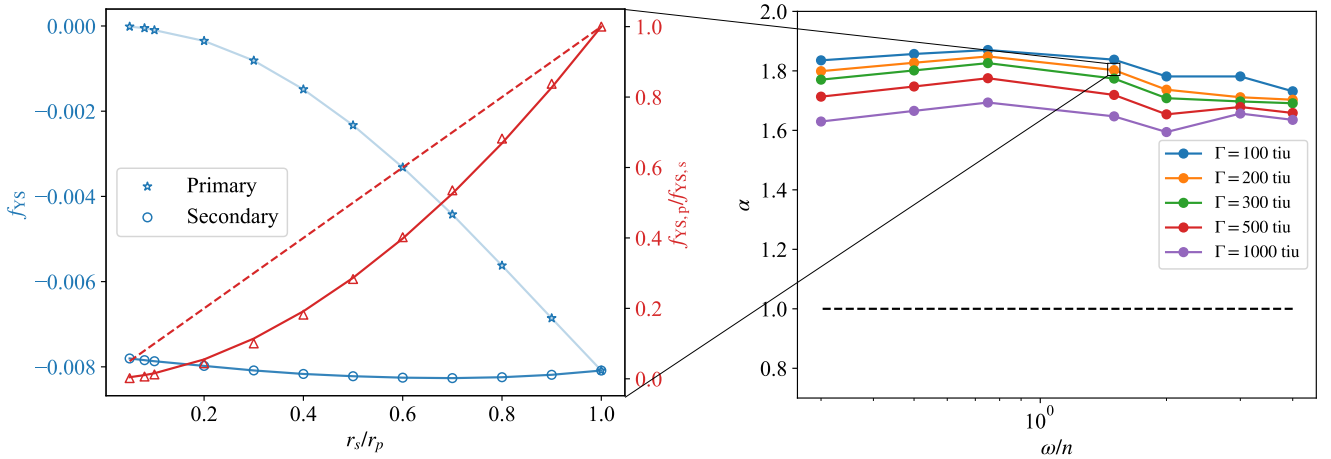 0.000
−0.002
−0.004
−0.006
−0.008
f_YS
Primary
Secondary
0.2
0.4
0.6
0.8
1.0
r_s/r_p
1.0
0.8
0.6
0.4
0.2
0.0
f_YS,p/f_YS,s
2.0
1.8
1.6
1.4
1.2
1.0
0.8
α
Γ = 100 tiu
Γ = 200 tiu
Γ = 300 tiu
Γ = 500 tiu
Γ = 1000 tiu
10⁰
ω/n